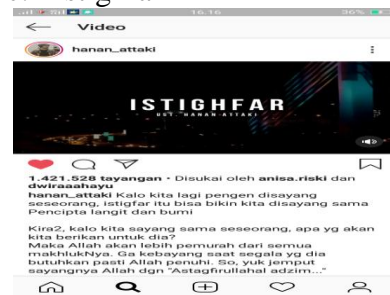 16.16
36%
Video
hanan_attaki
ISTIGHFAR
UST. HANAN ATTAKI
1.421.528 tayangan · Disukai oleh anisa.riski dan
dwiraaahayu
hanan_attaki Kalo kita lagi pengen disayang
seseorang, istigfar itu bisa bikin kita disayang sama
Pencipta langit dan bumi
Kira2, kalo kita sayang sama seseorang, apa yg akan
kita berikan untuk dia?
Maka Allah akan lebih pemurah dari semua
makhlukNya. Ga kebayang saat segala yg dia
butuhkan pasti Allah penuhi. So, yuk jemput
sayangnya Allah dgn "Astagfirullahal adzim..."